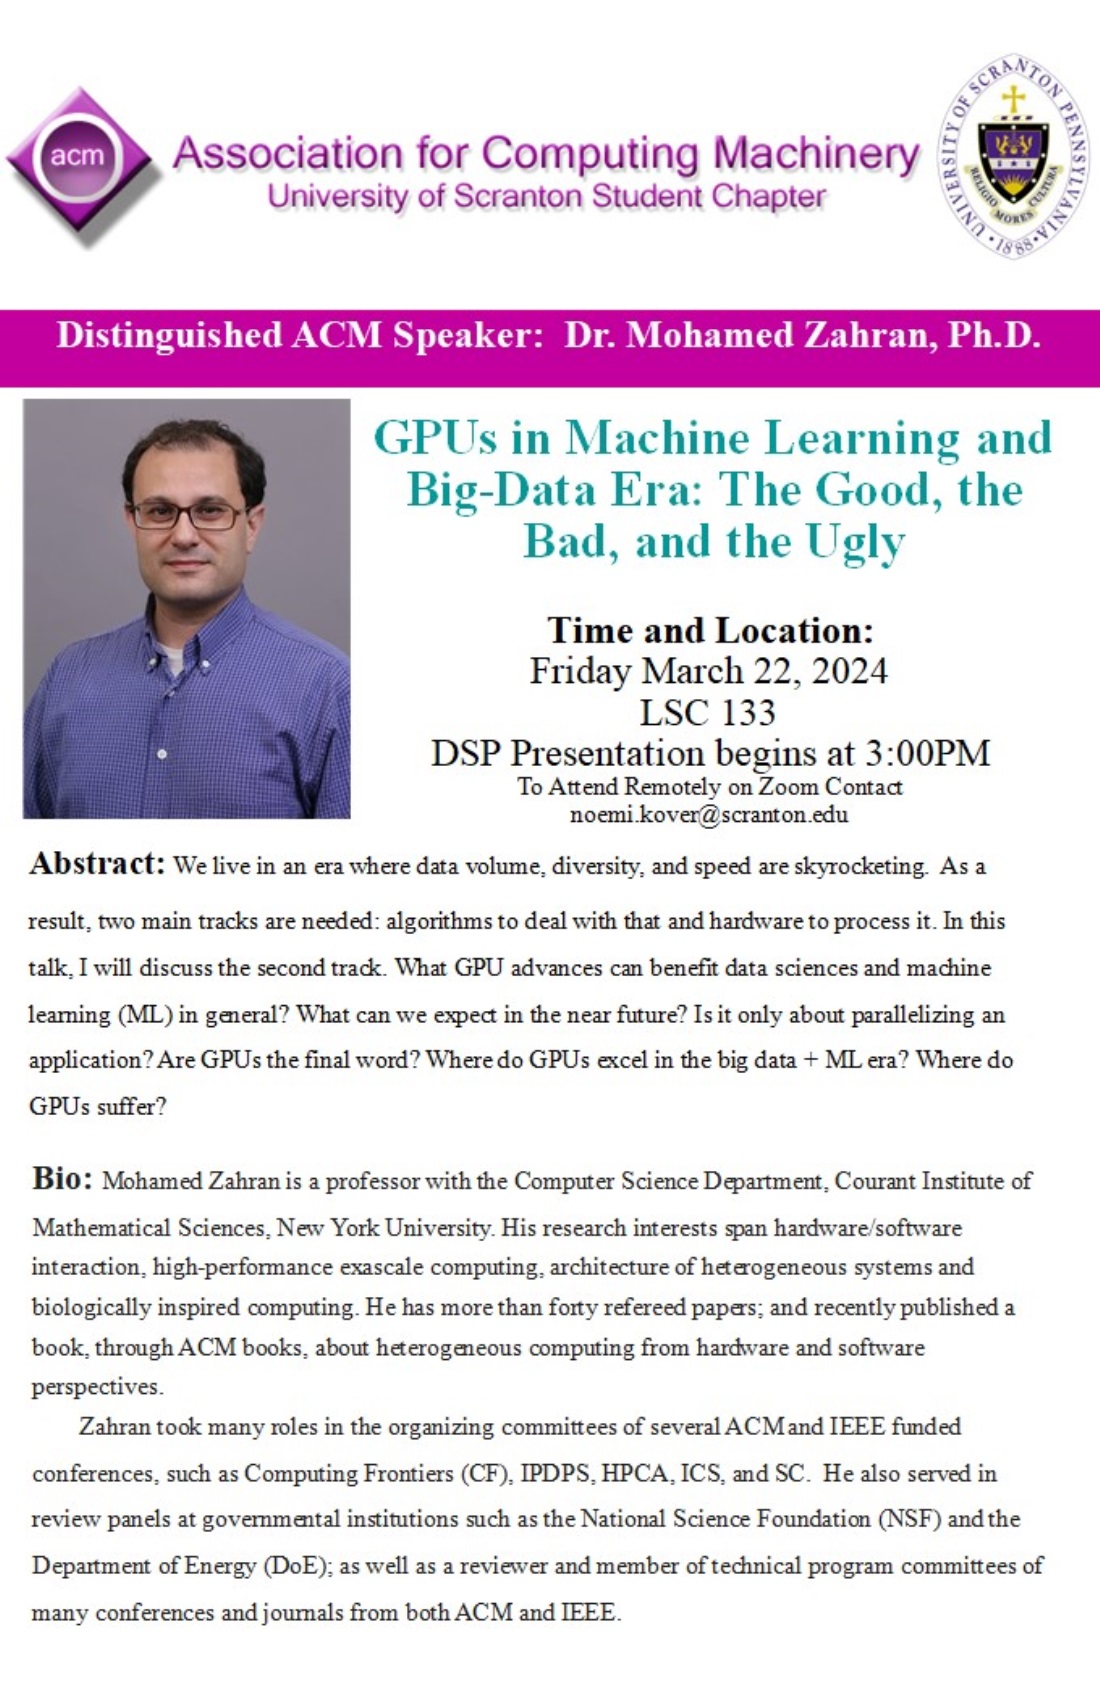 acm
Association for Computing Machinery
University of Scranton Student Chapter
UNIVERSITY OF SCRANTON PENNSYLVANIA
RELIGIO MORES CULTURA
• 1888 •
Distinguished ACM Speaker:  Dr. Mohamed Zahran, Ph.D.
GPUs in Machine Learning and
Big-Data Era: The Good, the
Bad, and the Ugly
Time and Location:
Friday March 22, 2024
LSC 133
DSP Presentation begins at 3:00PM
To Attend Remotely on Zoom Contact
noemi.kover@scranton.edu
Abstract: We live in an era where data volume, diversity, and speed are skyrocketing.  As a
result, two main tracks are needed: algorithms to deal with that and hardware to process it. In this
talk, I will discuss the second track. What GPU advances can benefit data sciences and machine
learning (ML) in general? What can we expect in the near future? Is it only about parallelizing an
application? Are GPUs the final word? Where do GPUs excel in the big data + ML era? Where do
GPUs suffer?
Bio: Mohamed Zahran is a professor with the Computer Science Department, Courant Institute of
Mathematical Sciences, New York University. His research interests span hardware/software
interaction, high-performance exascale computing, architecture of heterogeneous systems and
biologically inspired computing. He has more than forty refereed papers; and recently published a
book, through ACM books, about heterogeneous computing from hardware and software
perspectives.
Zahran took many roles in the organizing committees of several ACM and IEEE funded
conferences, such as Computing Frontiers (CF), IPDPS, HPCA, ICS, and SC.  He also served in
review panels at governmental institutions such as the National Science Foundation (NSF) and the
Department of Energy (DoE); as well as a reviewer and member of technical program committees of
many conferences and journals from both ACM and IEEE.